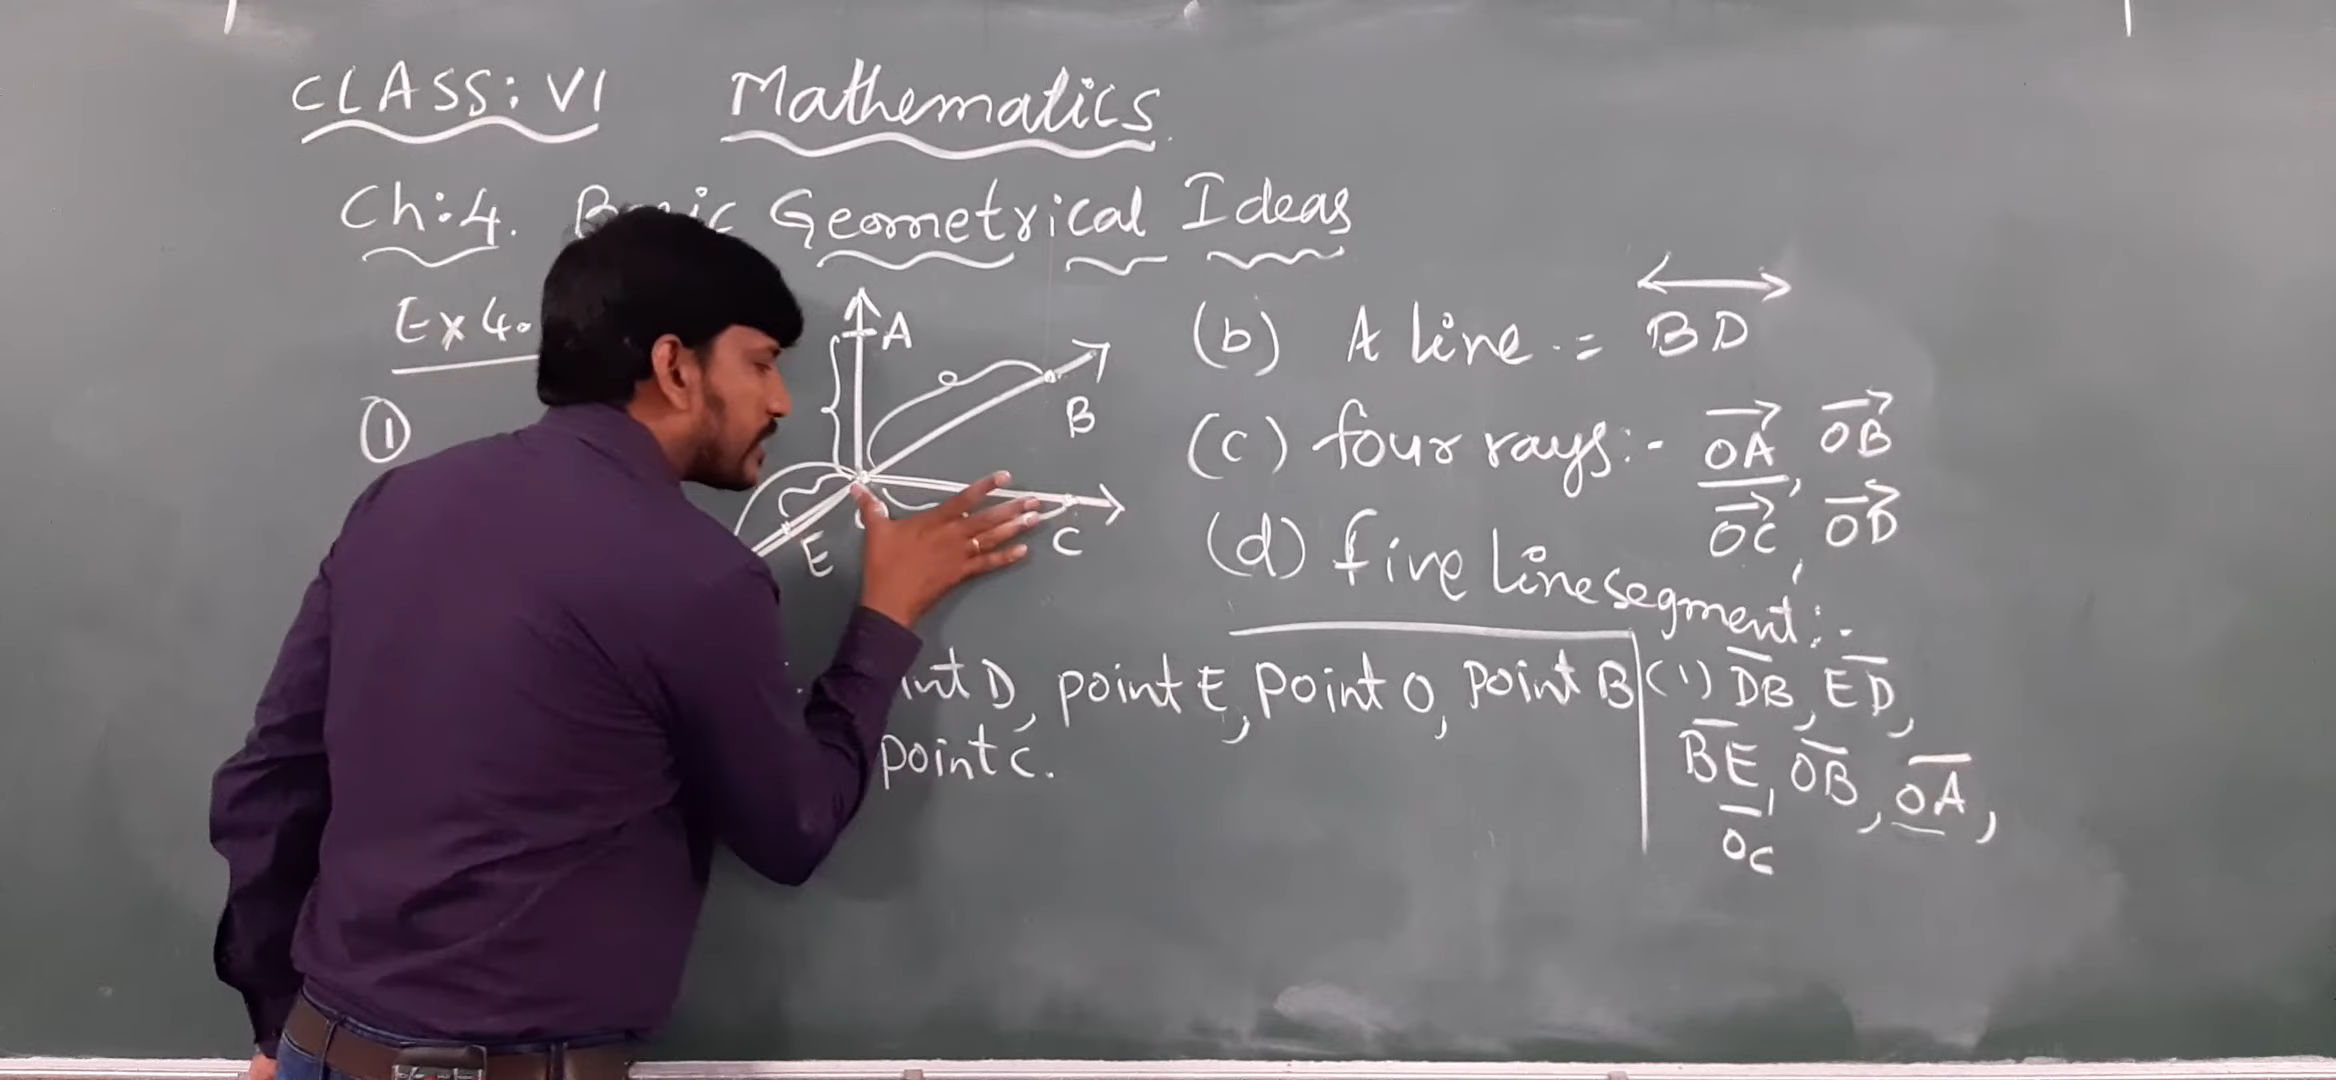 CLASS: VI Mathematics
Ch:4. Geometrical Ideas
Ex 4.
①
A
B
C
E
(b) A line = BD
(c) four rays:- OA, OB
OC, OD
(d) five line segment:-
D, point E, point O, point B
point C.
(1) DB, ED,
BE, OB, OA,
OC